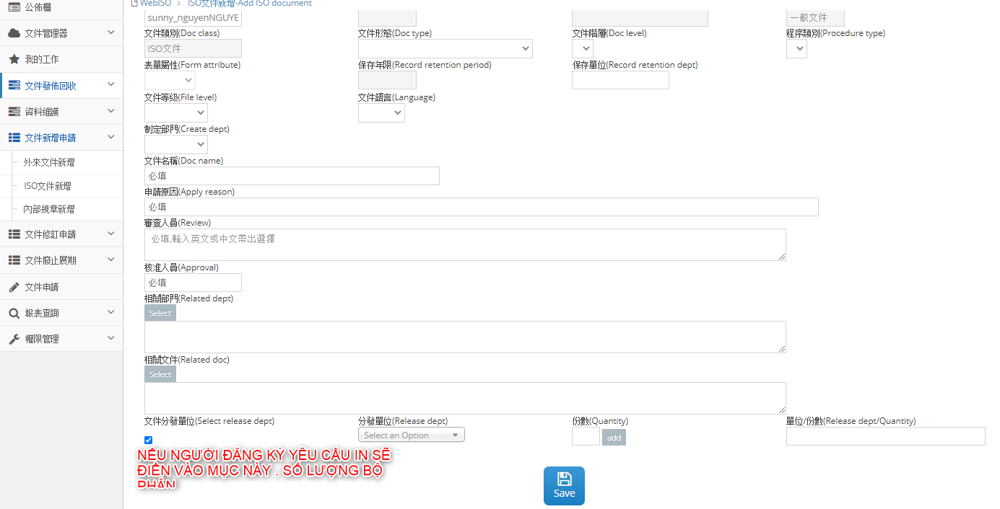 公佈欄
文件管理器
我的工作
文件發佈回收
資料維護
文件新增申請
外來文件新增
ISO文件新增
內部規章新增
文件修訂申請
文件廢止展期
文件申請
報表查詢
權限管理
WebISO > ISO文件新增-Add ISO document
sunny_nguyenNGUYE 一般文件
文件類別(Doc class) 文件形態(Doc type) 文件階層(Doc level) 程序類別(Procedure type)
ISO文件
表單屬性(Form attribute) 保存年限(Record retention period) 保存單位(Record retention dept)
文件等級(File level) 文件語言(Language)
制定部門(Create dept)
文件名稱(Doc name)
必填
申請原因(Apply reason)
必填
審查人員(Review)
必填,輸入英文或中文帶出選擇
核准人員(Approval)
必填
相關部門(Related dept)
Select
相關文件(Related doc)
Select
文件分發單位(Select release dept) 分發單位(Release dept) 份數(Quantity) 單位/份數(Release dept/Quantity)
Select an Option add
NẾU NGƯỜI ĐĂNG KÝ YÊU CẦU IN SẼ
ĐIỀN VÀO MỤC NÀY . SỐ LƯỢNG BỘ
PHẬN
Save